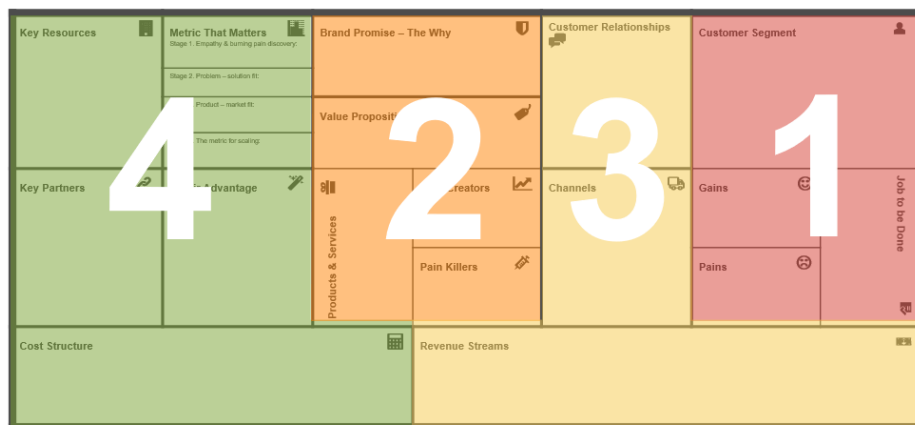 Key Resources
Metric That Matters
Stage 1. Empathy & burning pain discovery:
Stage 2. Problem – solution fit:
Product – market fit:
The metric for scaling:
Brand Promise – The Why
Value
Customer Relationships
Customer Segment
Key Partners
Advantage
Products & Services
Pain Killers
Channels
Gains
Pains
Job to be Done
Cost Structure
Revenue Streams
4
2
3
1